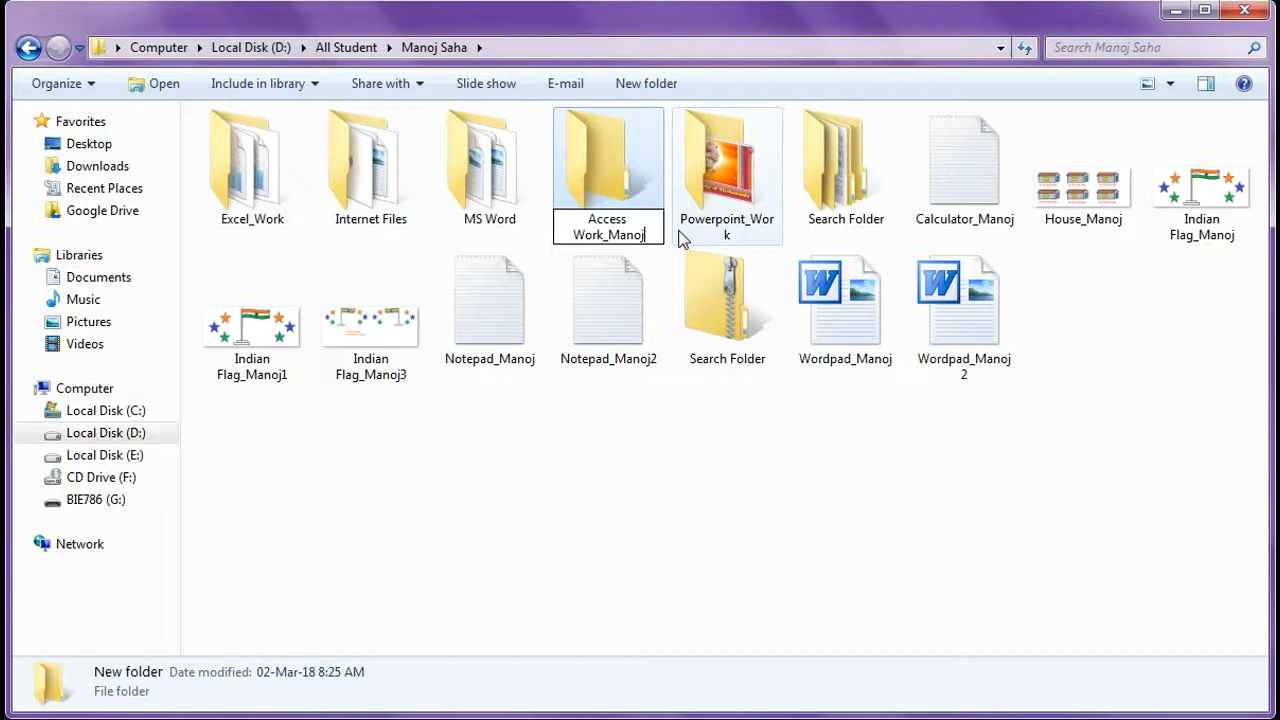 Computer
Local Disk (D:)
All Student
Manoj Saha
Search Manoj Saha
Organize
Open
Include in library
Share with
Slide show
E-mail
New folder
Favorites
Desktop
Downloads
Recent Places
Google Drive
Libraries
Documents
Music
Pictures
Videos
Computer
Local Disk (C:)
Local Disk (D:)
Local Disk (E:)
CD Drive (F:)
BIE786 (G:)
Network
Excel_Work
Internet Files
MS Word
Access
Work_Manoj
Powerpoint_Wor
k
Search Folder
Calculator_Manoj
House_Manoj
Indian
Flag_Manoj
Indian
Flag_Manoj1
Indian
Flag_Manoj3
Notepad_Manoj
Notepad_Manoj2
Search Folder
Wordpad_Manoj
Wordpad_Manoj
2
New folder
Date modified: 02-Mar-18 8:25 AM
File folder